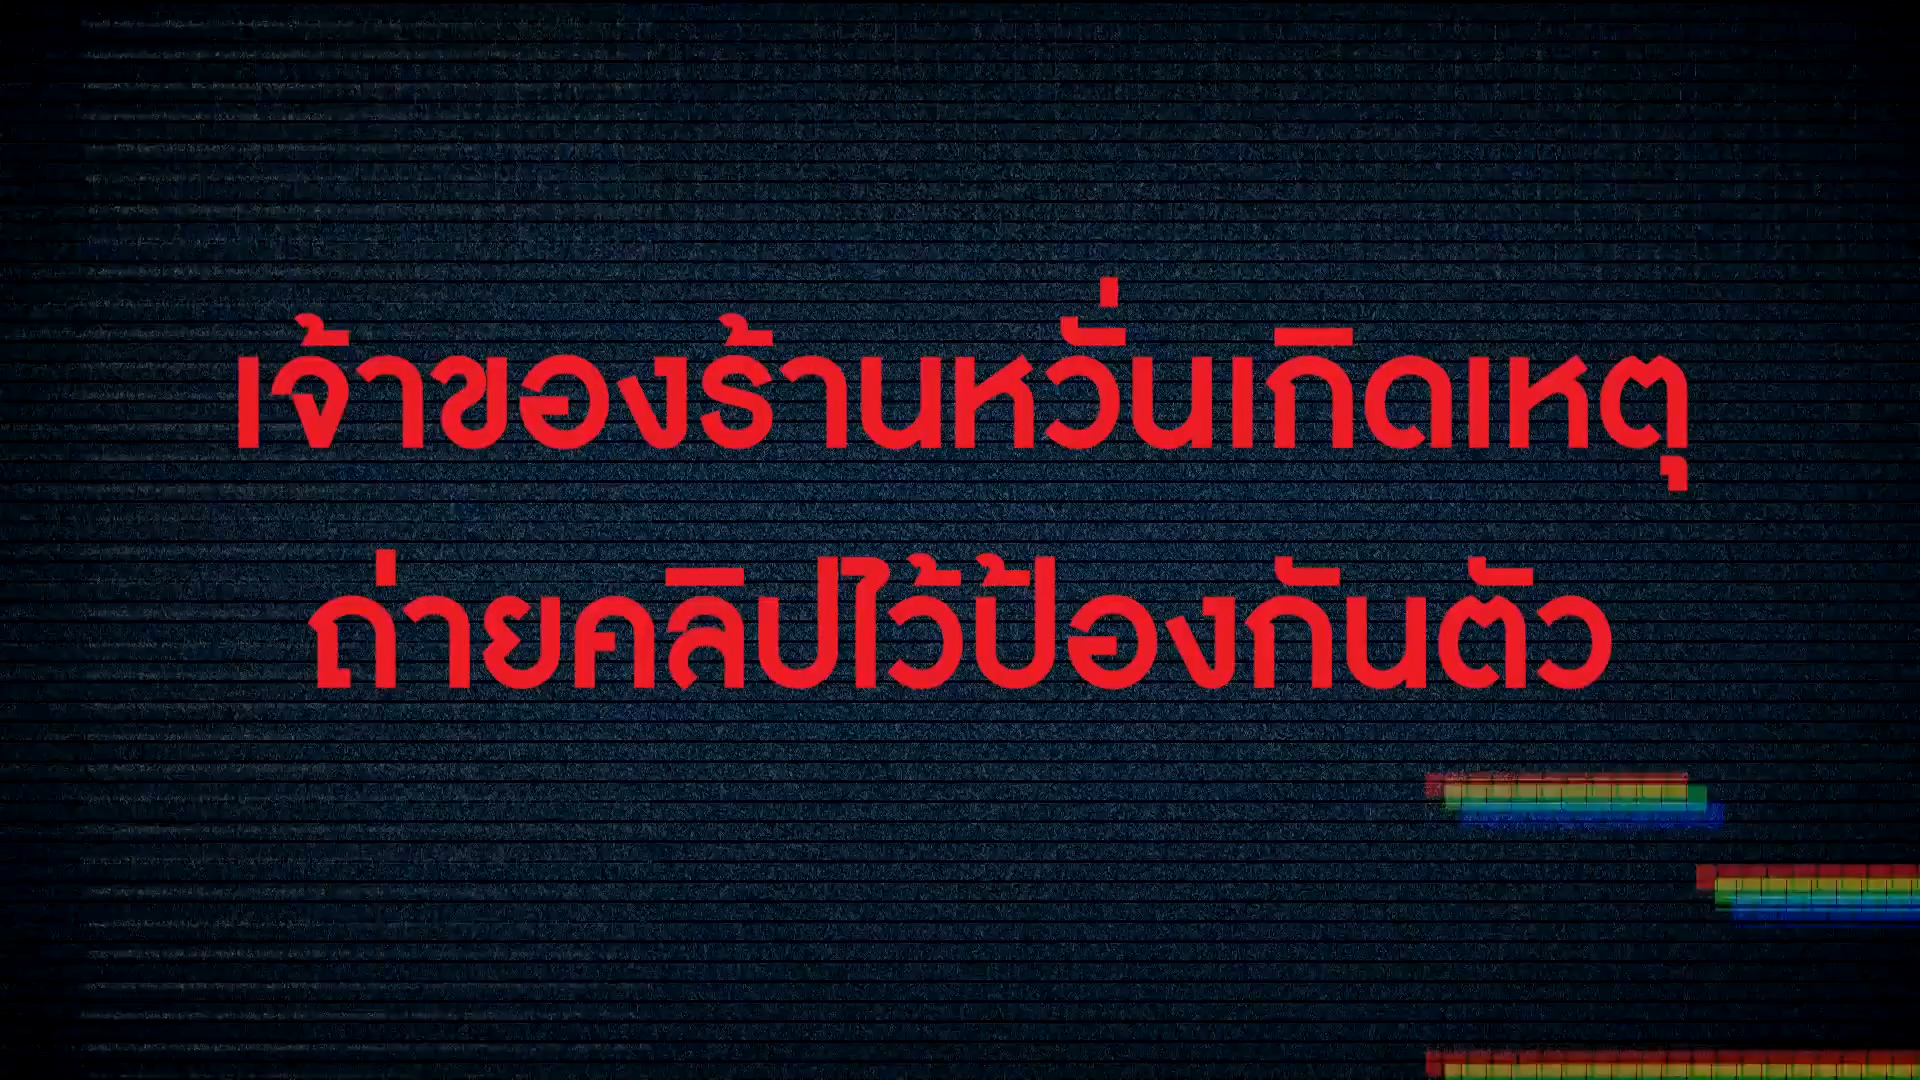 เจ้าของร้านหวั่นเกิดเหตุ
ถ่ายคลิปไว้ป้องกันตัว